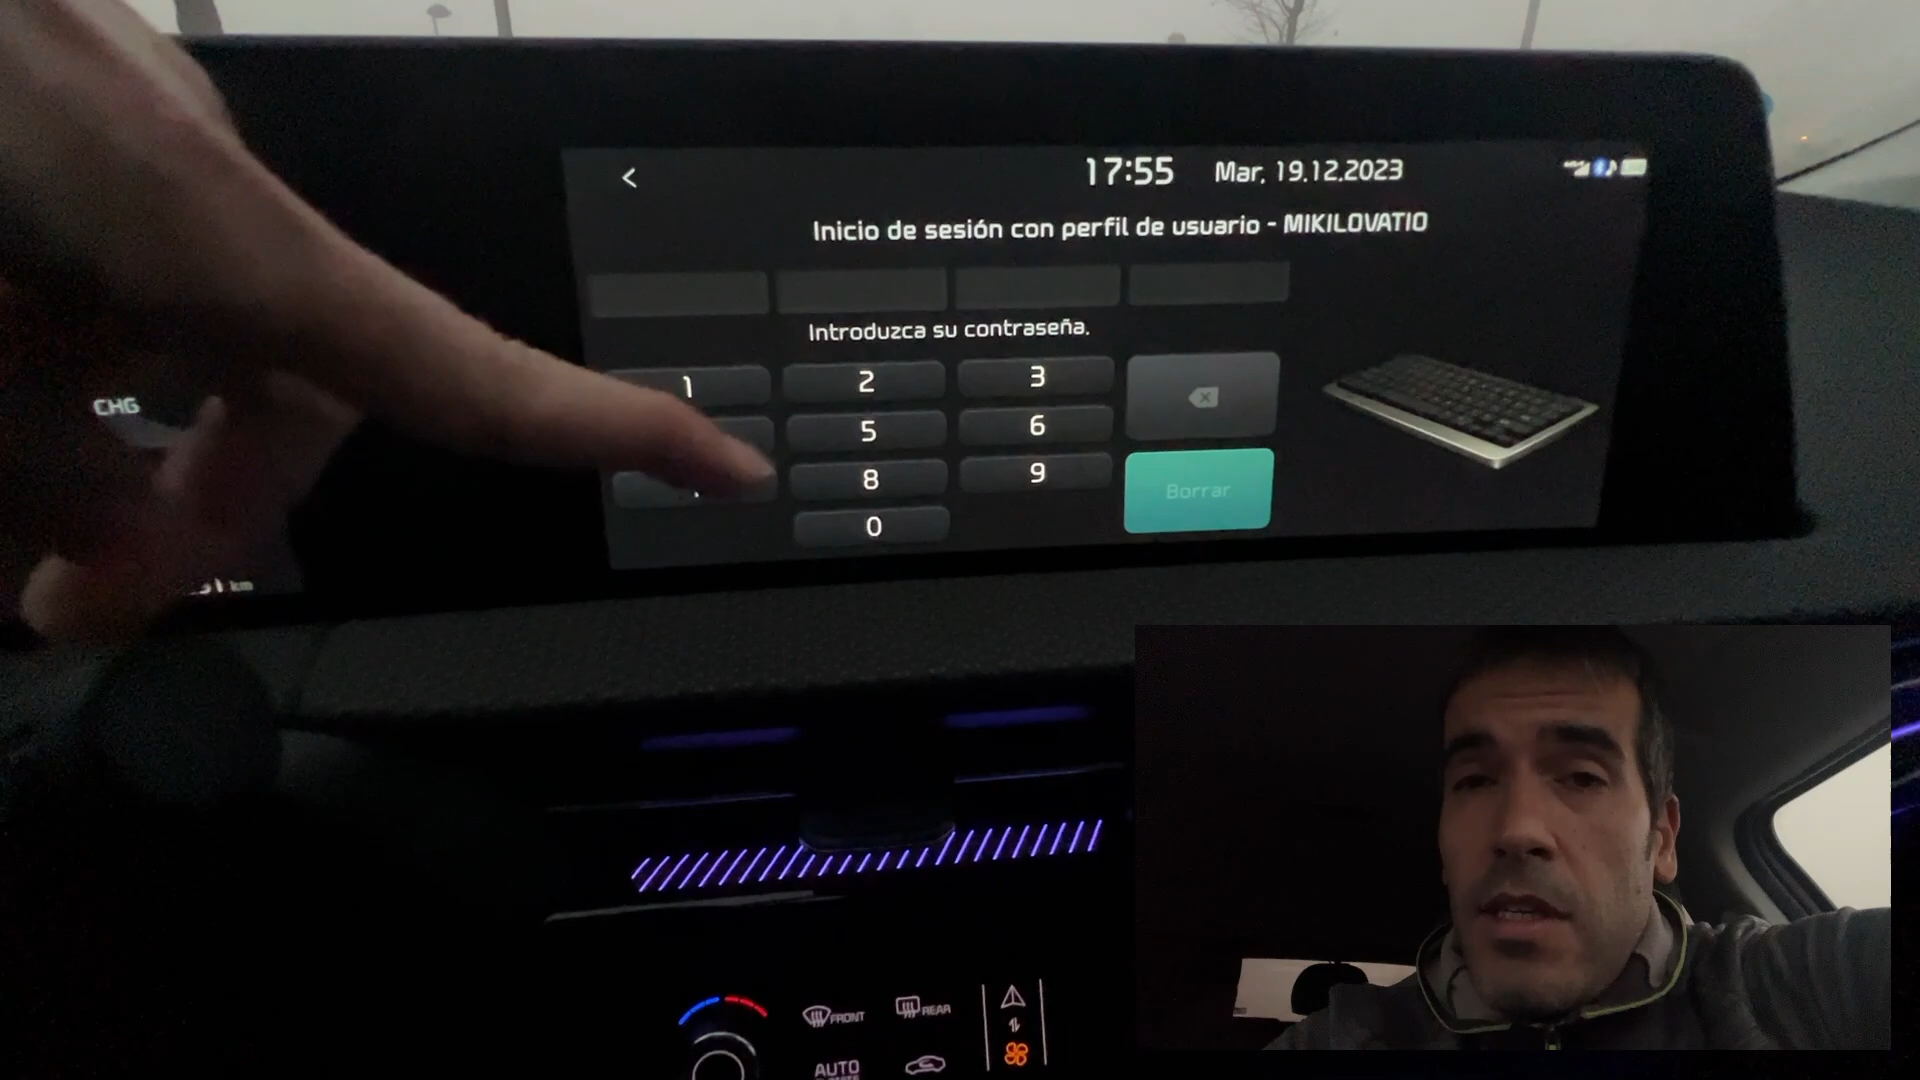 17:55 Mar. 19.12.2023
Inicio de sesión con perfil de usuario - MIKILOVATIO
Introduzca su contraseña.
1 2 3
5 6
8 9
Borrar
0
CHG
km
FRONT REAR
AUTO